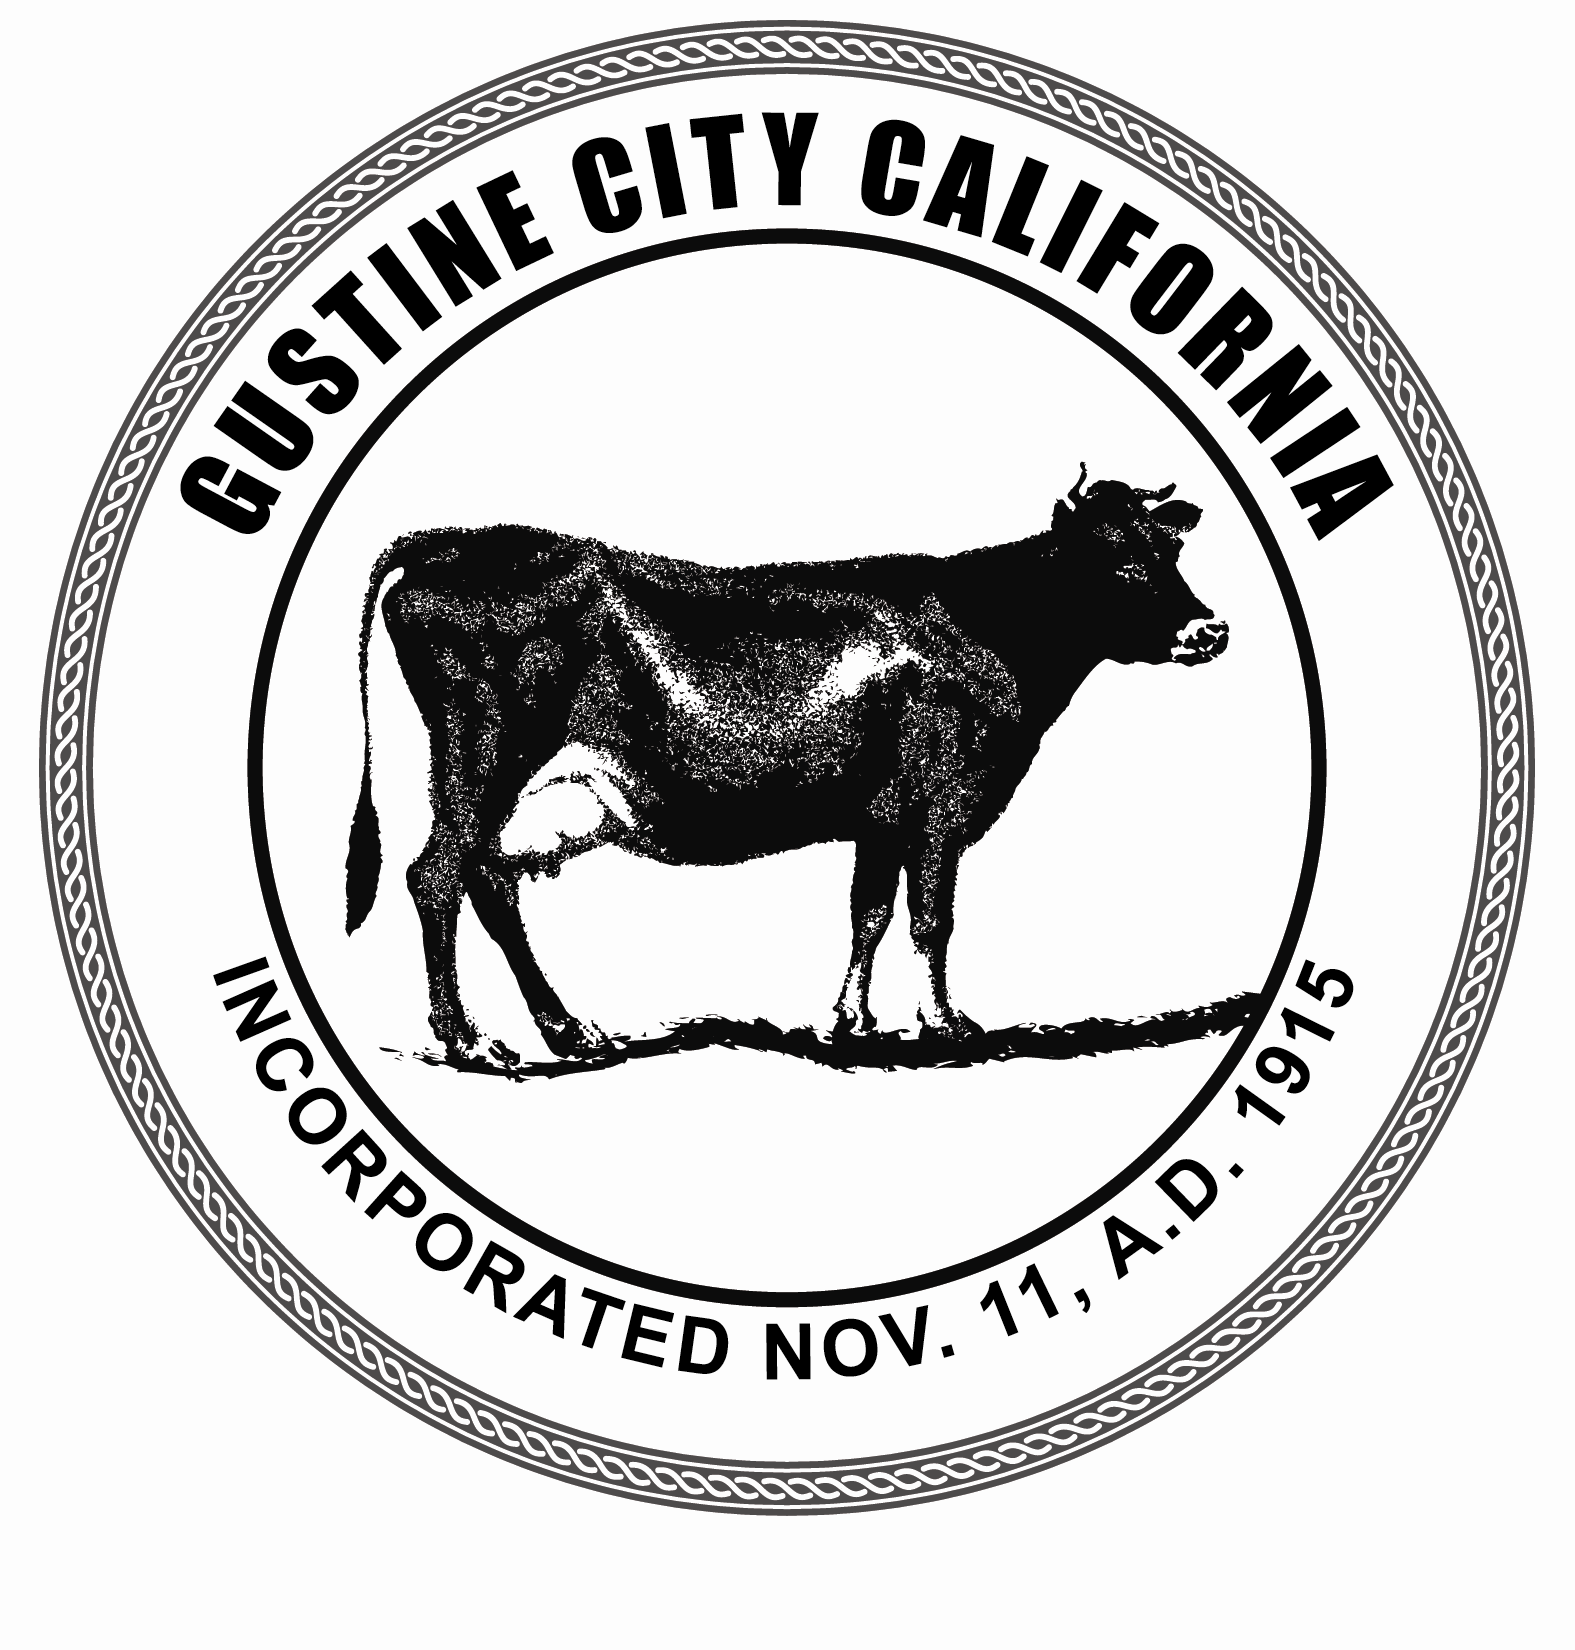 GUSTINE CITY CALIFORNIA
INCORPORATED NOV. 11, A.D. 1915